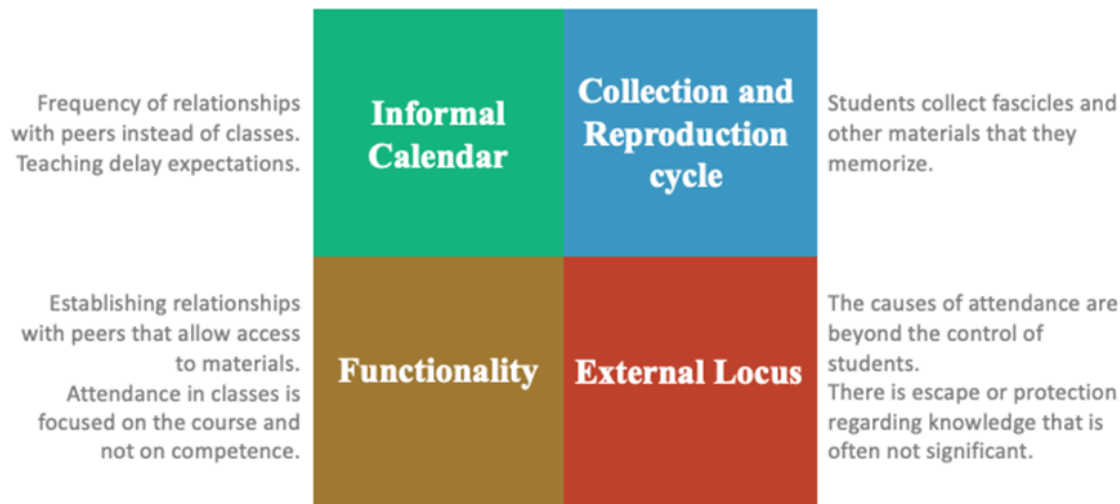 Frequency of relationships
with peers instead of classes.
Teaching delay expectations.
Informal
Calendar
Collection and
Reproduction
cycle
Students collect fascicles and
other materials that they
memorize.
Establishing relationships
with peers that allow access
to materials.
Attendance in classes is
focused on the course and
not on competence.
Functionality
External Locus
The causes of attendance are
beyond the control of
students.
There is escape or protection
regarding knowledge that is
often not significant.